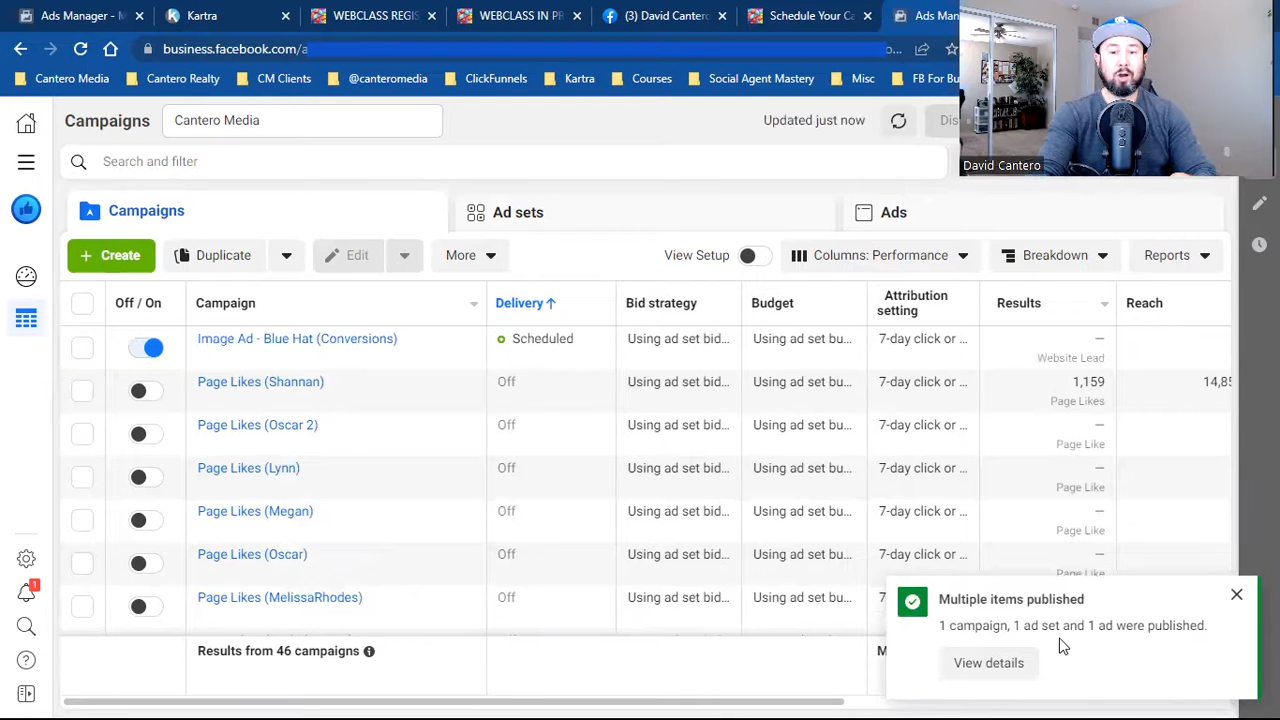 Ads Manager - M
Kartra
WEBCLASS REGIS
WEBCLASS IN PR
(3) David Cantero
Schedule Your Ca
Ads Man
business.facebook.com/a
o...
Cantero Media
Cantero Realty
CM Clients
@canteromedia
ClickFunnels
Kartra
Courses
Social Agent Mastery
Misc
FB For Bu
David Cantero
Campaigns
Cantero Media
Updated just now
Dis
Search and filter
Campaigns
Ad sets
Ads
+ Create
Duplicate
Edit
More
View Setup
Columns: Performance
Breakdown
Reports
Off / On
Campaign
Delivery ↑
Bid strategy
Budget
Attribution
setting
Results
Reach
Image Ad - Blue Hat (Conversions)
Scheduled
Using ad set bid...
Using ad set bu...
7-day click or ...
—
Website Lead
Page Likes (Shannan)
Off
Using ad set bid...
Using ad set bu...
7-day click or ...
1,159
14,85
Page Likes
Page Likes (Oscar 2)
Off
Using ad set bid...
Using ad set bu...
7-day click or ...
—
Page Like
Page Likes (Lynn)
Off
Using ad set bid...
Using ad set bu...
7-day click or ...
—
Page Like
Page Likes (Megan)
Off
Using ad set bid...
Using ad set bu...
7-day click or ...
—
Page Like
Page Likes (Oscar)
Off
Using ad set bid...
Using ad set bu...
7-day click or ...
—
Page Like
Page Likes (MelissaRhodes)
Off
Using ad set bid...
Using ad set bu...
7
Results from 46 campaigns
M
Multiple items published
1 campaign, 1 ad set and 1 ad were published.
View details
1